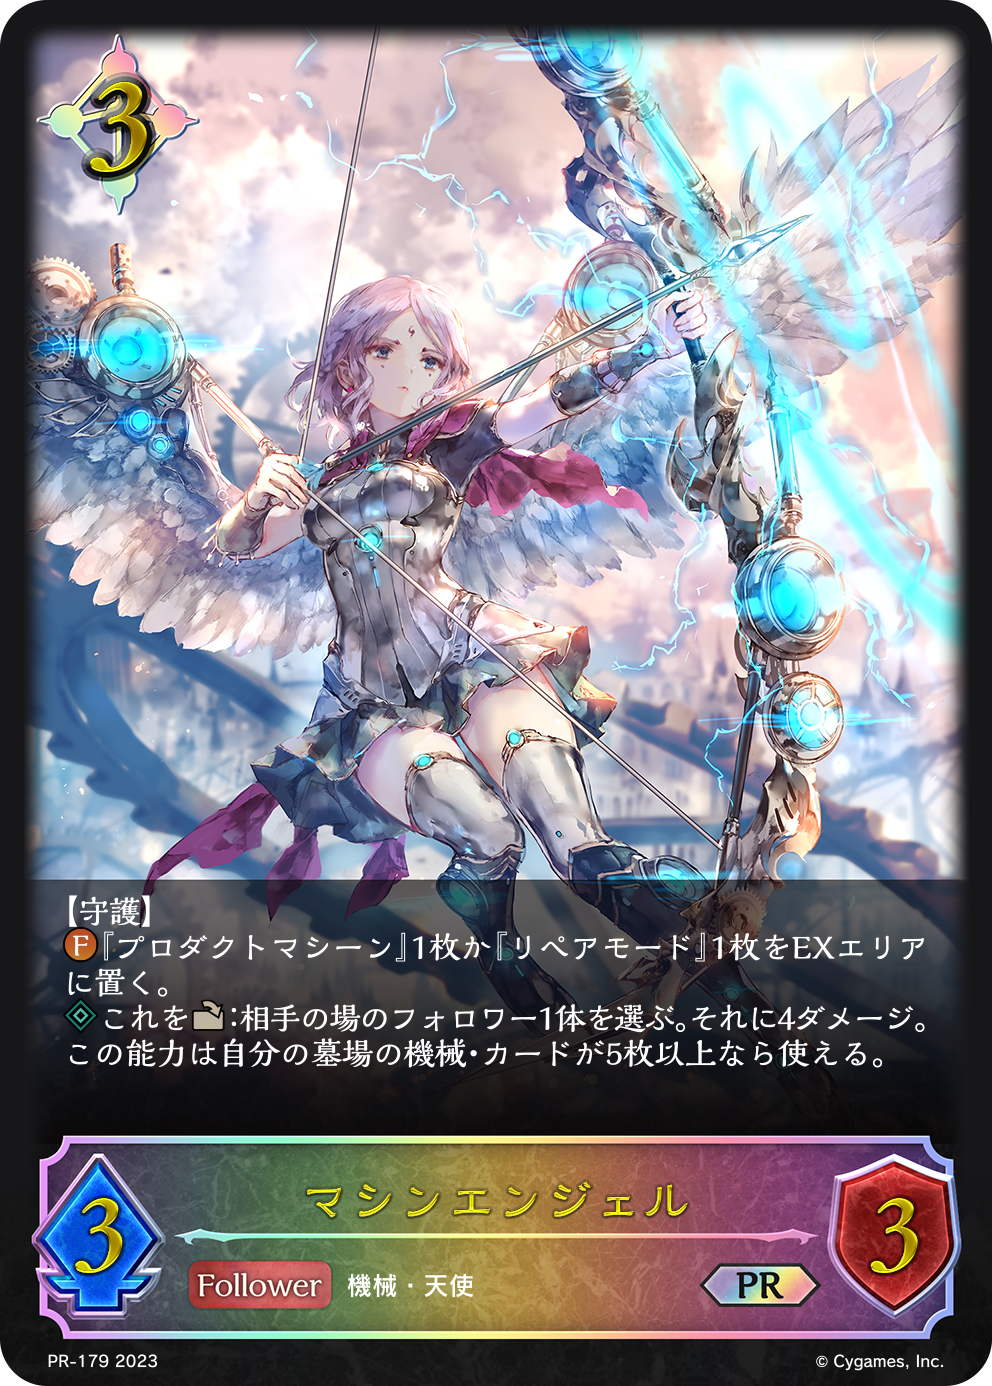 3
【守護】
F『プロダクトマシーン』1枚か『リペアモード』1枚をEXエリア
に置く。
これを:相手の場のフォロワー1体を選ぶ。それに4ダメージ。
この能力は自分の墓場の機械・カードが5枚以上なら使える。
マシンエンジェル
3
3
Follower 機械・天使
PR
PR-179 2023
© Cygames, Inc.